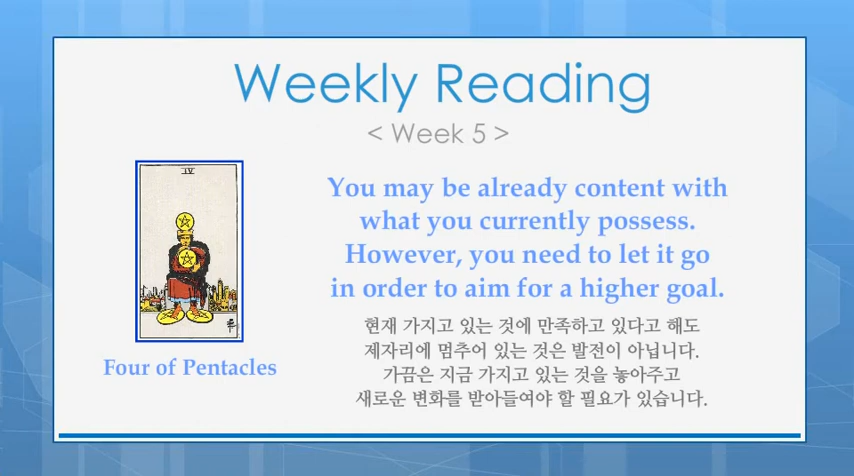 Weekly Reading
< Week 5 >
IV
You may be already content with
what you currently possess.
However, you need to let it go
in order to aim for a higher goal.
현재 가지고 있는 것에 만족하고 있다고 해도
제자리에 멈추어 있는 것은 발전이 아닙니다.
가끔은 지금 가지고 있는 것을 놓아주고
새로운 변화를 받아들여야 할 필요가 있습니다.
Four of Pentacles